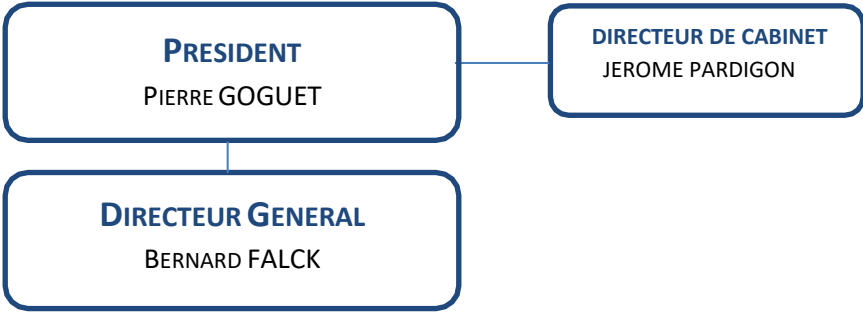 PRESIDENT
PIERRE GOGUET
DIRECTEUR DE CABINET
JEROME PARDIGON
DIRECTEUR GENERAL
BERNARD FALCK